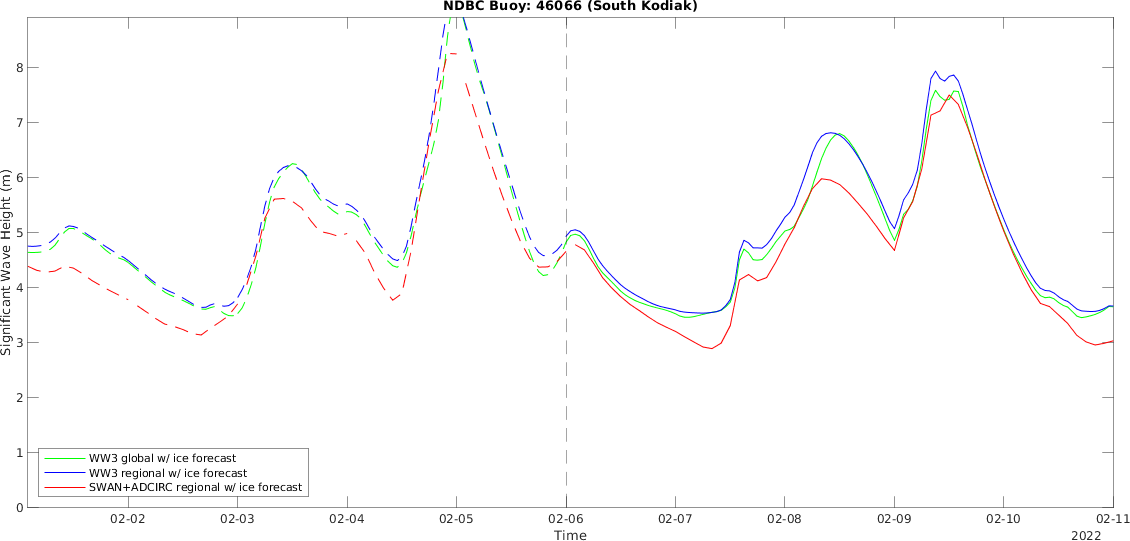 NDBC Buoy: 46066 (South Kodiak)
Significant Wave Height (m)
8
7
6
5
4
3
2
1
0
WW3 global w/ ice forecast
WW3 regional w/ ice forecast
SWAN+ADCIRC regional w/ ice forecast
02-02 02-03 02-04 02-05 02-06 02-07 02-08 02-09 02-10 02-11
Time 2022